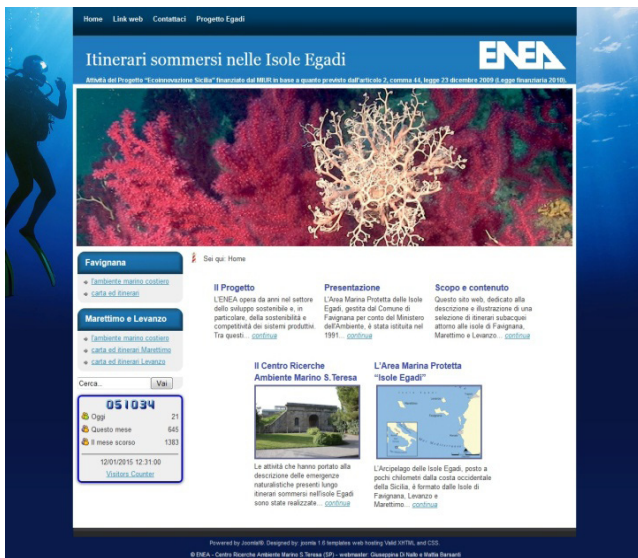 Home Link web Contattaci Progetto Egadi
Itinerari sommersi nelle Isole Egadi
ENEA
Attività del Progetto "Ecoinnovazione Sicilia" finanziato dal MIUR in base a quanto previsto dall'articolo 2, comma 44, legge 23 dicembre 2009 (Legge finanziaria 2010).
Favignana
l'ambiente marino costiero
carta ed itinerari
Marettimo e Levanzo
l'ambiente marino costiero
carta ed itinerari Marettimo
carta ed itinerari Levanzo
Cerca... Vai
051034
Oggi 21
Questo mese 645
Il mese scorso 1383
12/01/2015 12:31:00
Visitors Counter
Sei qui: Home
Il Progetto
L'ENEA opera da anni nel settore
dello sviluppo sostenibile e, in
particolare, della sostenibilità e
competitività dei sistemi produttivi.
Tra questi... continua
Presentazione
L'Area Marina Protetta delle Isole
Egadi, gestita dal Comune di
Favignana per conto del Ministero
dell'Ambiente, è stata istituita nel
1991... continua
Scopo e contenuto
Questo sito web, dedicato alla
descrizione e illustrazione di una
selezione di itinerari subacquei
attorno alle isole di Favignana,
Marettimo e Levanzo... continua
Il Centro Ricerche
Ambiente Marino S.Teresa
Le attività che hanno portato alla
descrizione delle emergenze
naturalistiche presenti lungo
itinerari sommersi nell'isole Egadi
sono state realizzate... continua
L'Area Marina Protetta
"Isole Egadi"
L'Arcipelago delle Isole Egadi, posto a
pochi chilometri dalla costa occidentale
della Sicilia, è formato dalle Isole di
Favignana, Levanzo e
Marettimo... continua
Powered by Joomla!®. Designed by: joomla 1.6 templates web hosting Valid XHTML and CSS.
© ENEA - Centro Ricerche Ambiente Marino S.Teresa (SP) - webmaster: Giuseppina Di Nallo e Mattia Barsanti